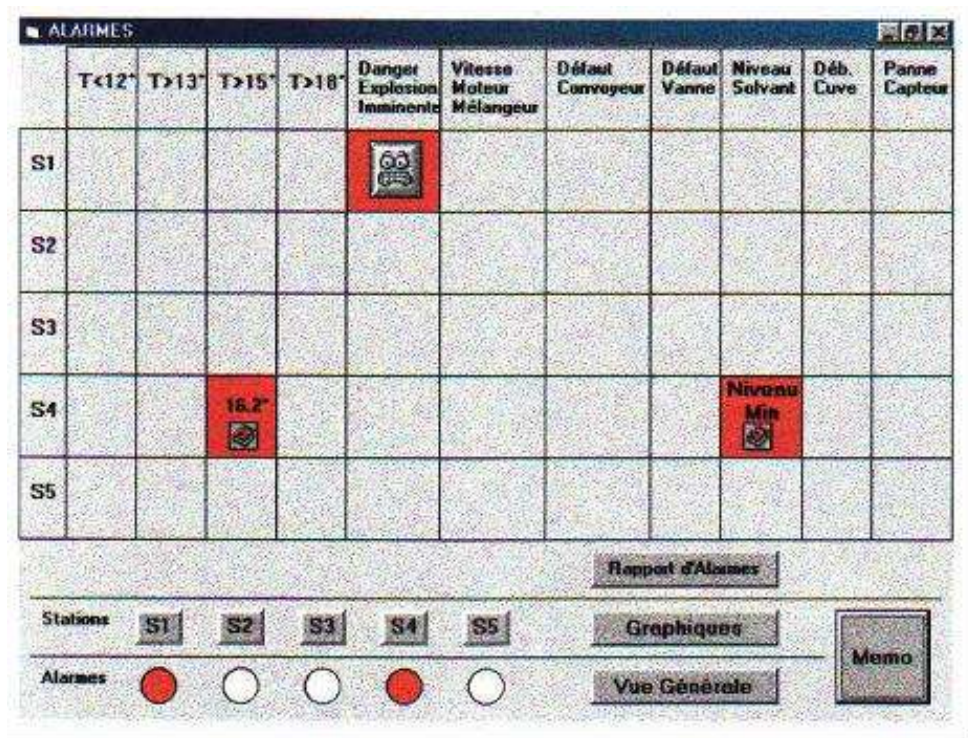 ALARMES
T<12° T>13° T>15° T>18° Danger Explosion Imminente Vitesse Moteur Mélangeur Défaut Convoyeur Défaut Vanne Niveau Solvant Déb. Cuve Panne Capteur
S1
S2
S3
S4 16.2° Niveau Min
S5
Rapport d'Alarmes
Stations S1 S2 S3 S4 S5 Graphiques
Memo
Alarmes Vue Générale